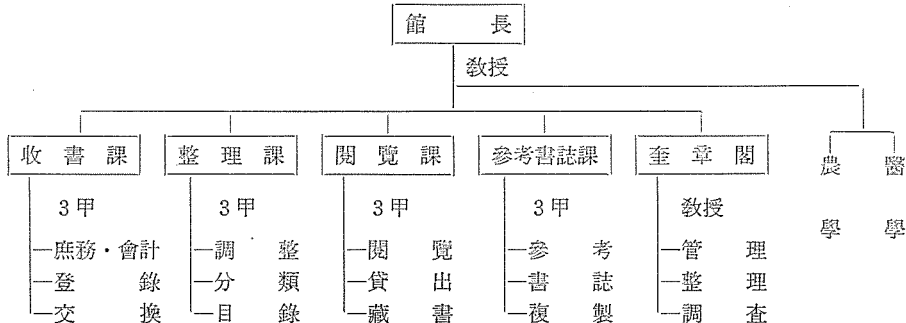 館長
教授
收書課 整理課 閱覽課 參考書誌課 奎章閣 農學 醫學
3甲 3甲 3甲 3甲 教授
庶務・會計 調整 閱覽 參考 管理
登錄 分類 貸出 書誌 整理
交換 目錄 藏書 複製 調査